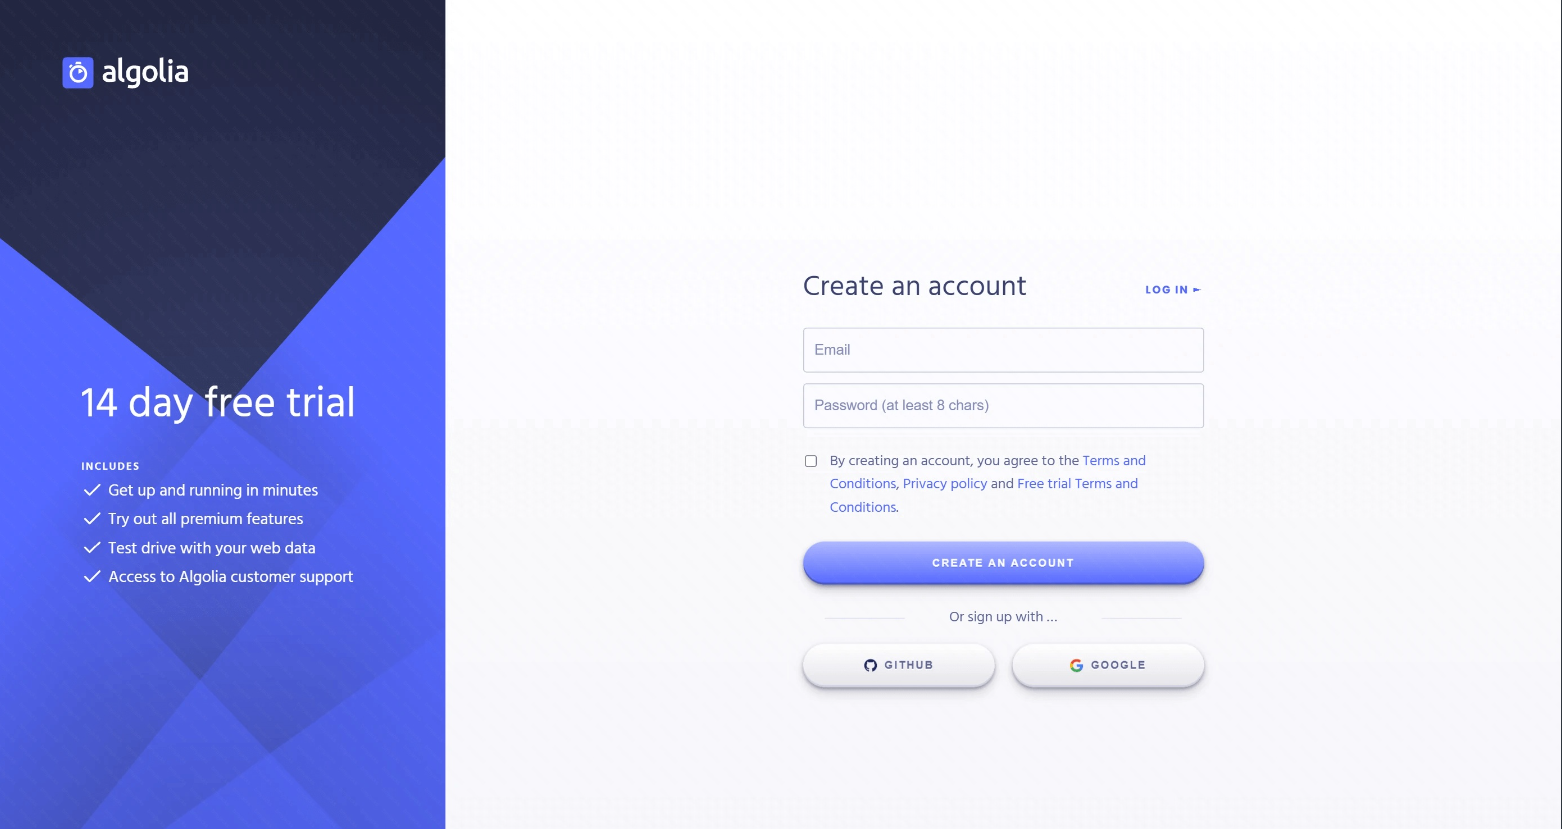 algolia
14 day free trial
INCLUDES
Get up and running in minutes
Try out all premium features
Test drive with your web data
Access to Algolia customer support
Create an account
LOG IN ►
Email
Password (at least 8 chars)
By creating an account, you agree to the Terms and
Conditions, Privacy policy and Free trial Terms and
Conditions.
CREATE AN ACCOUNT
Or sign up with ...
GITHUB
GOOGLE